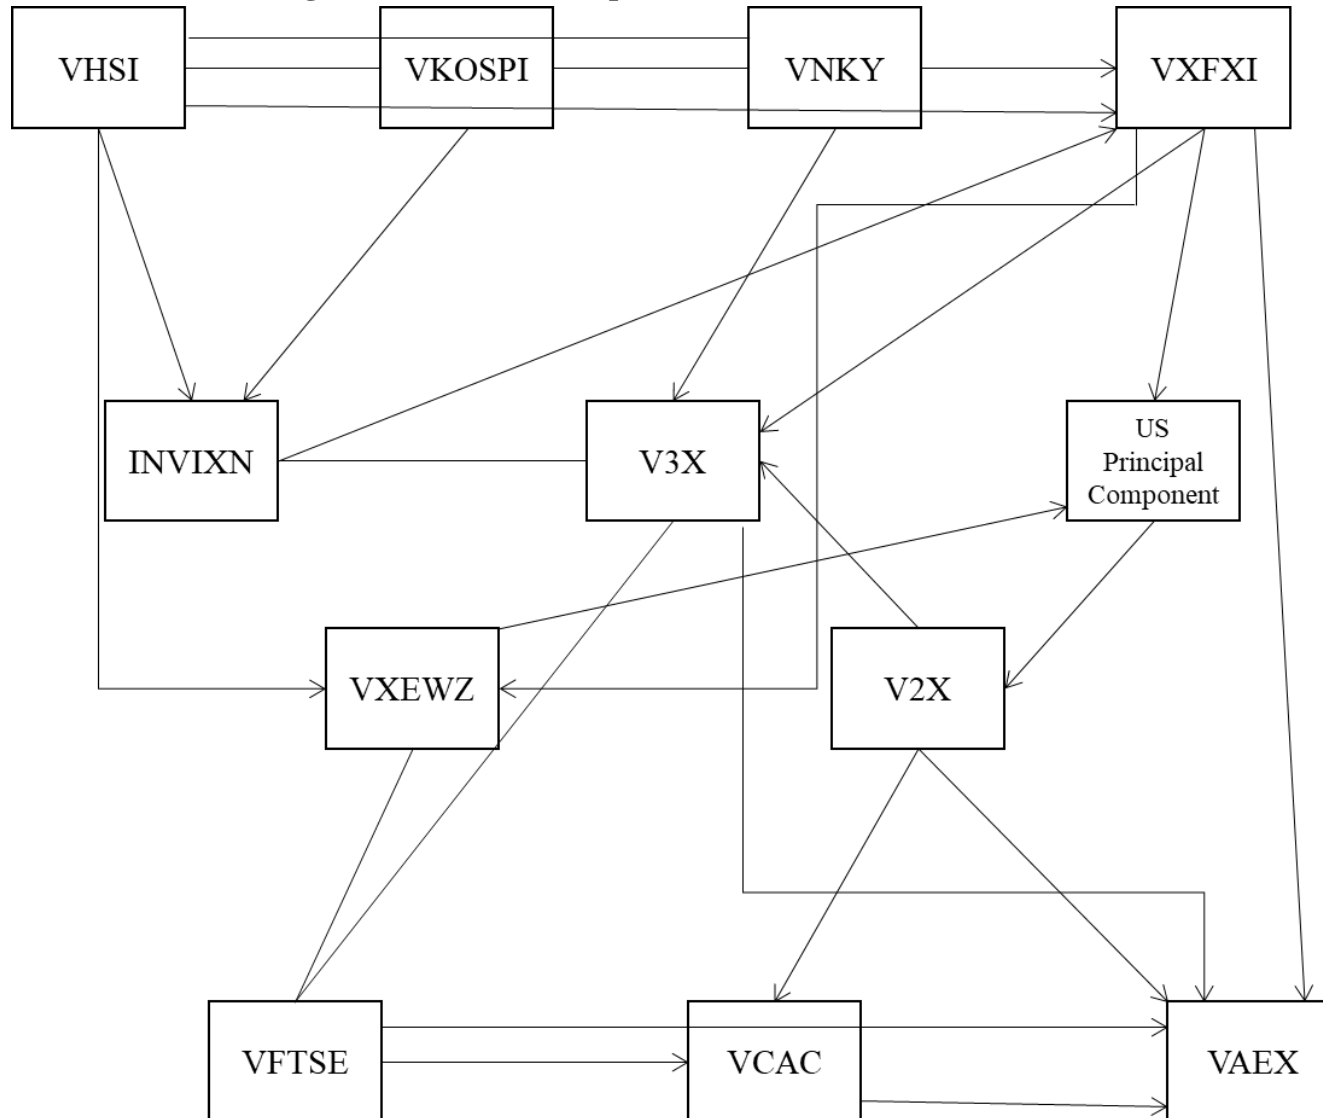 VHSI
VKOSPI
VNKY
VXFXI
INVIXN
V3X
US
Principal
Component
VXEWZ
V2X
VFTSE
VCAC
VAEX